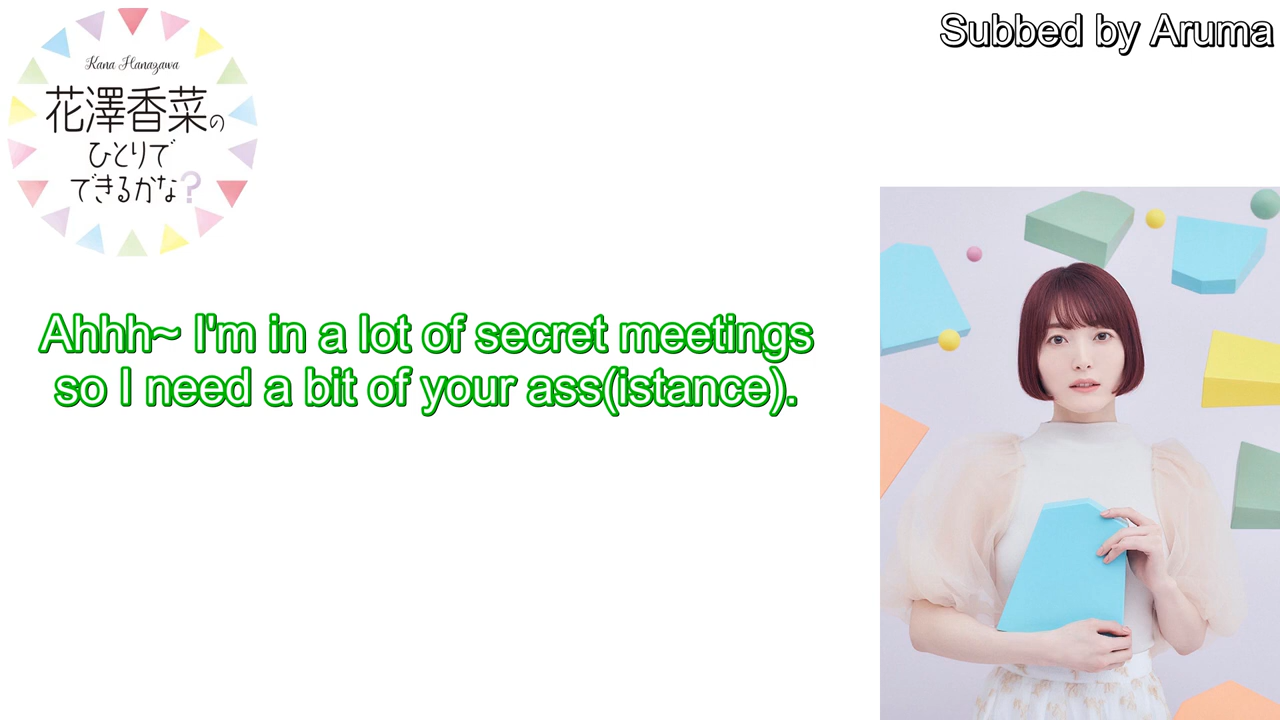 Subbed by Aruma
Kana Hanazawa
花澤香菜の
ひとりで
できるかな?
Ahhh~ I'm in a lot of secret meetings
so I need a bit of your ass(istance).